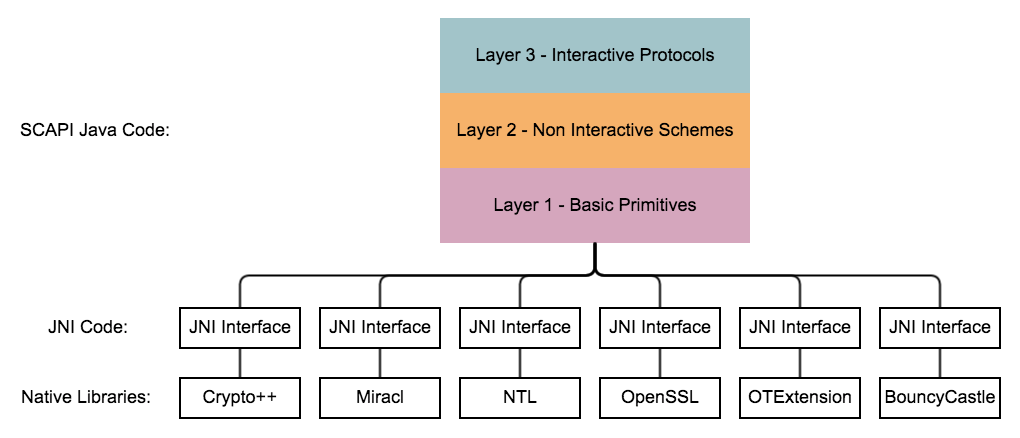 Layer 3 - Interactive Protocols
SCAPI Java Code:
Layer 2 - Non Interactive Schemes
Layer 1 - Basic Primitives
JNI Code:
JNI Interface
JNI Interface
JNI Interface
JNI Interface
JNI Interface
JNI Interface
Native Libraries:
Crypto++
Miracl
NTL
OpenSSL
OTExtension
BouncyCastle